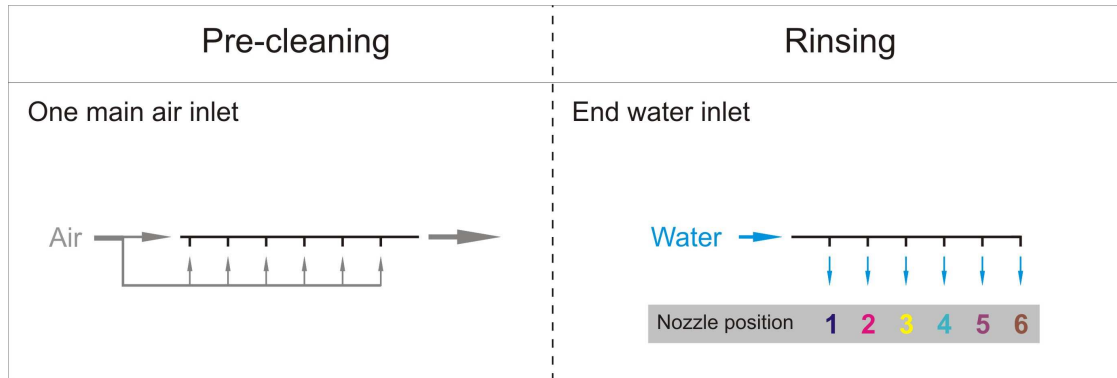 Pre-cleaning
Rinsing
One main air inlet
End water inlet
Air
Water
Nozzle position 1 2 3 4 5 6